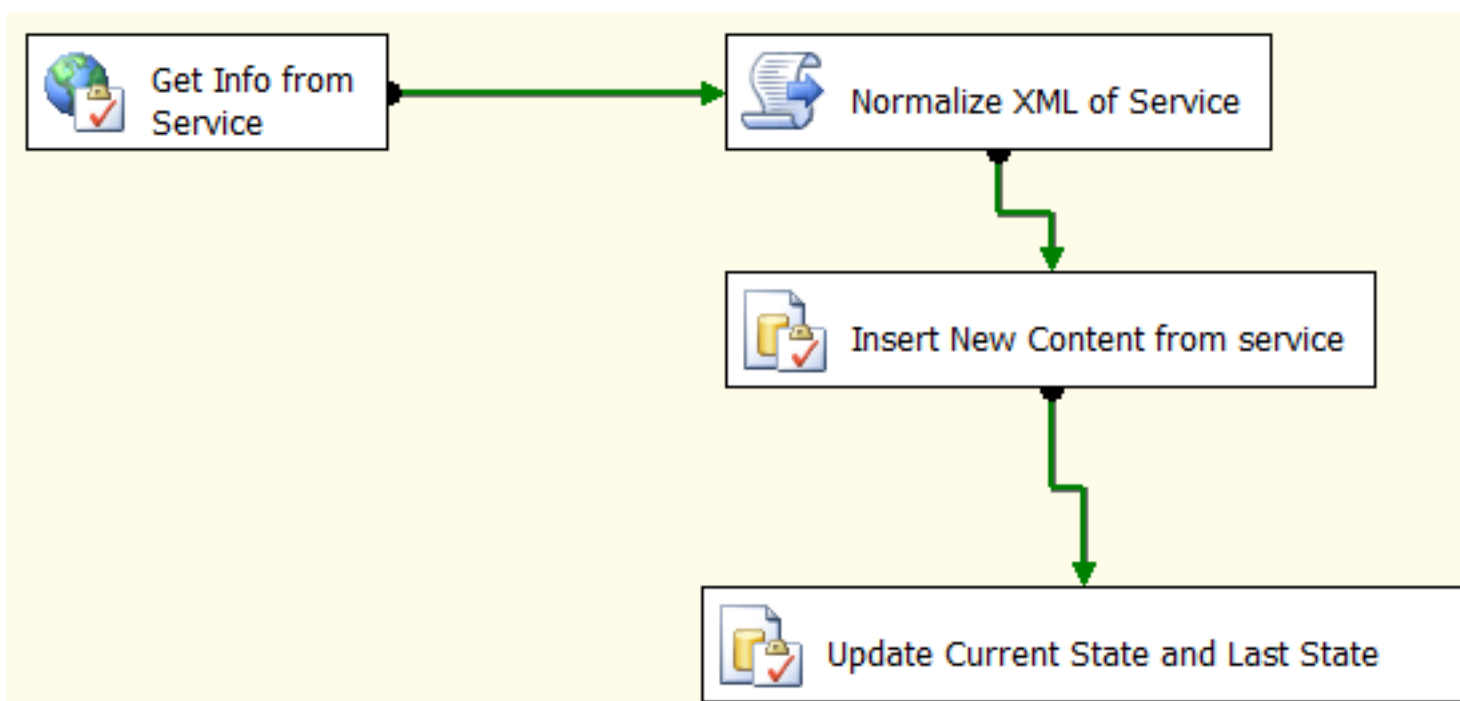 Get Info from
Service
Normalize XML of Service
Insert New Content from service
Update Current State and Last State